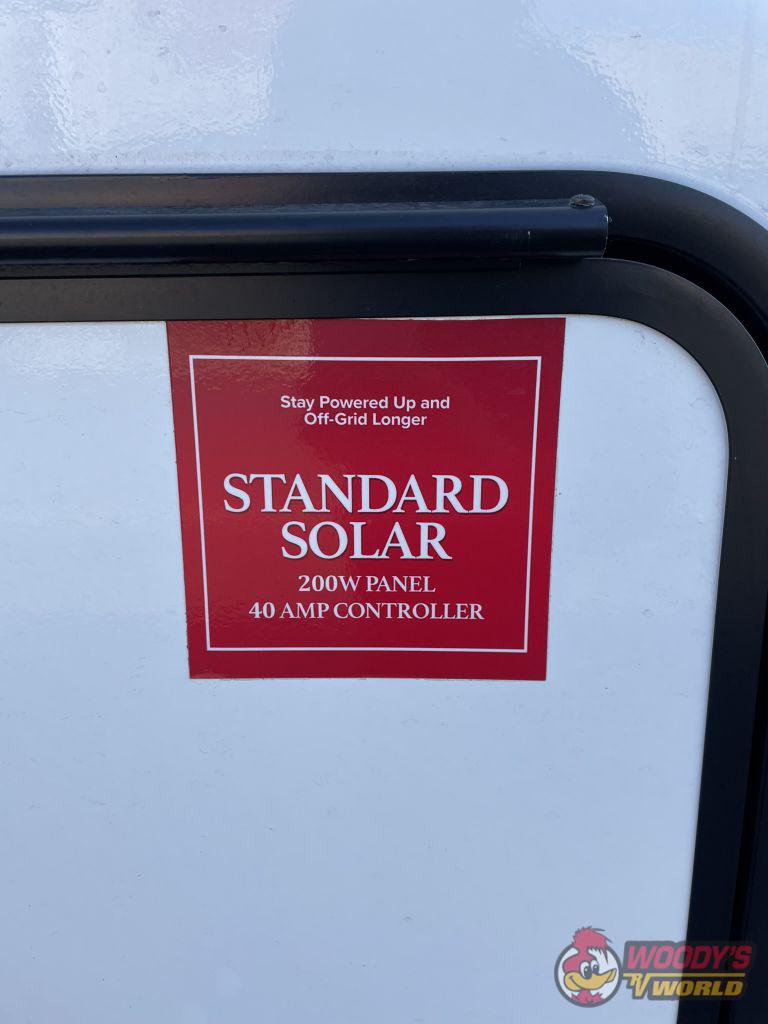 Stay Powered Up and
Off-Grid Longer
STANDARD
SOLAR
200W PANEL
40 AMP CONTROLLER
WOODY'S
RV WORLD